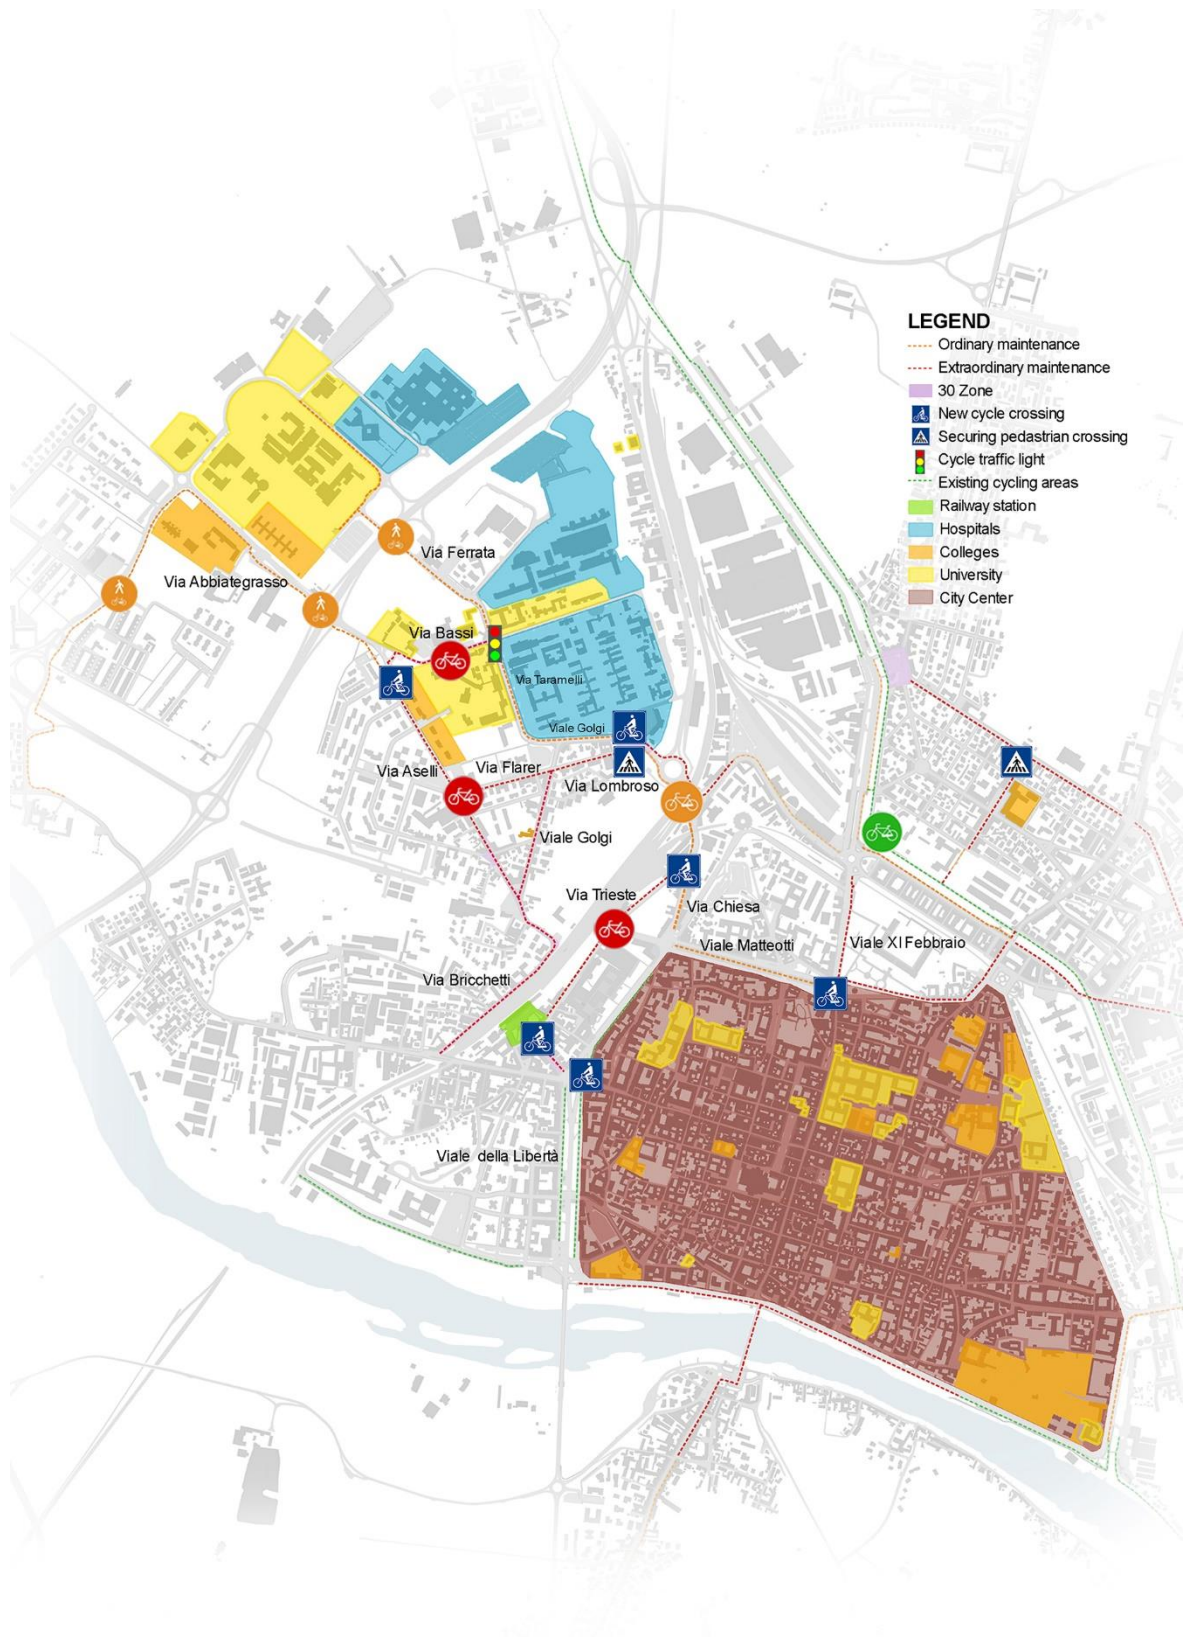 LEGEND
Ordinary maintenance
Extraordinary maintenance
30 Zone
New cycle crossing
Securing pedastrian crossing
Cycle traffic light
Existing cycling areas
Railway station
Hospitals
Colleges
University
City Center
Via Ferrata
Via Abbiategrasso
Via Bassi
Via Taramelli
Viale Golgi
Via Aselli
Via Flarer
Via Lombroso
Viale Golgi
Via Trieste
Via Chiesa
Viale Matteotti
Viale XI Febbraio
Via Bricchetti
Viale della Libertà